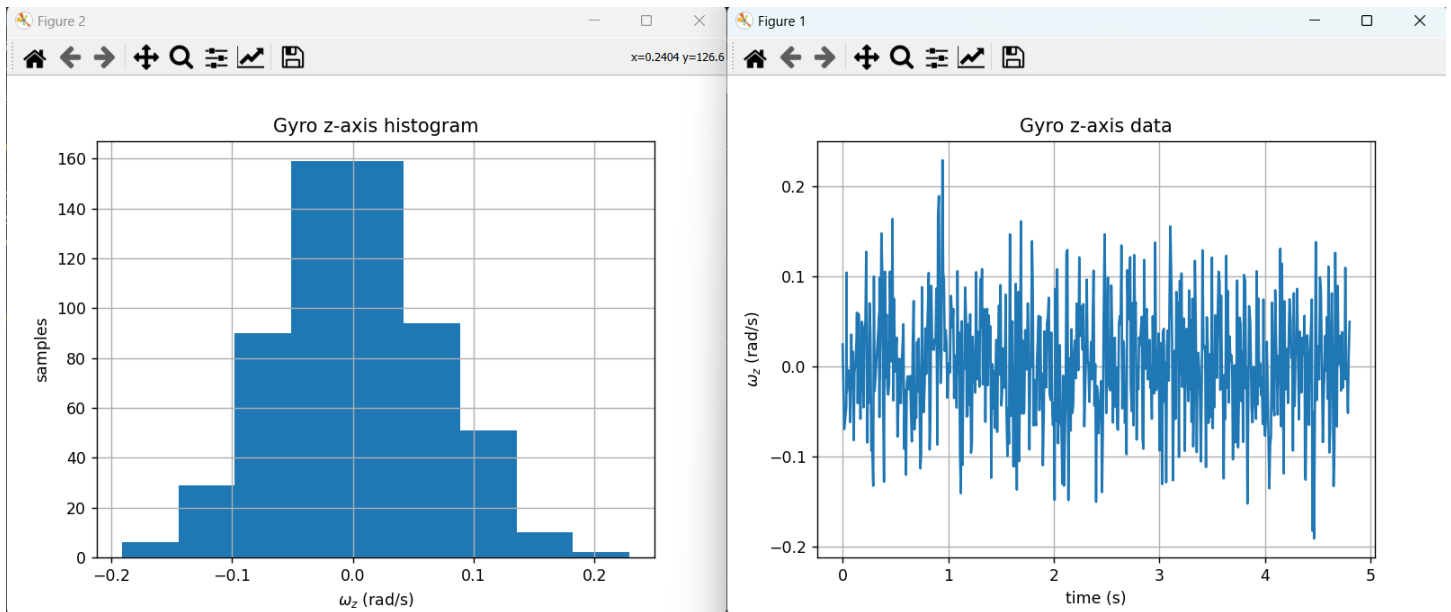 Figure 2
x=0.2404 y=126.6
Gyro z-axis histogram
160
140
120
100
80
60
40
20
0
samples
−0.2 −0.1 0.0 0.1 0.2
ω_z (rad/s)
Figure 1
Gyro z-axis data
0.2
0.1
0.0
−0.1
−0.2
ω_z (rad/s)
0 1 2 3 4 5
time (s)